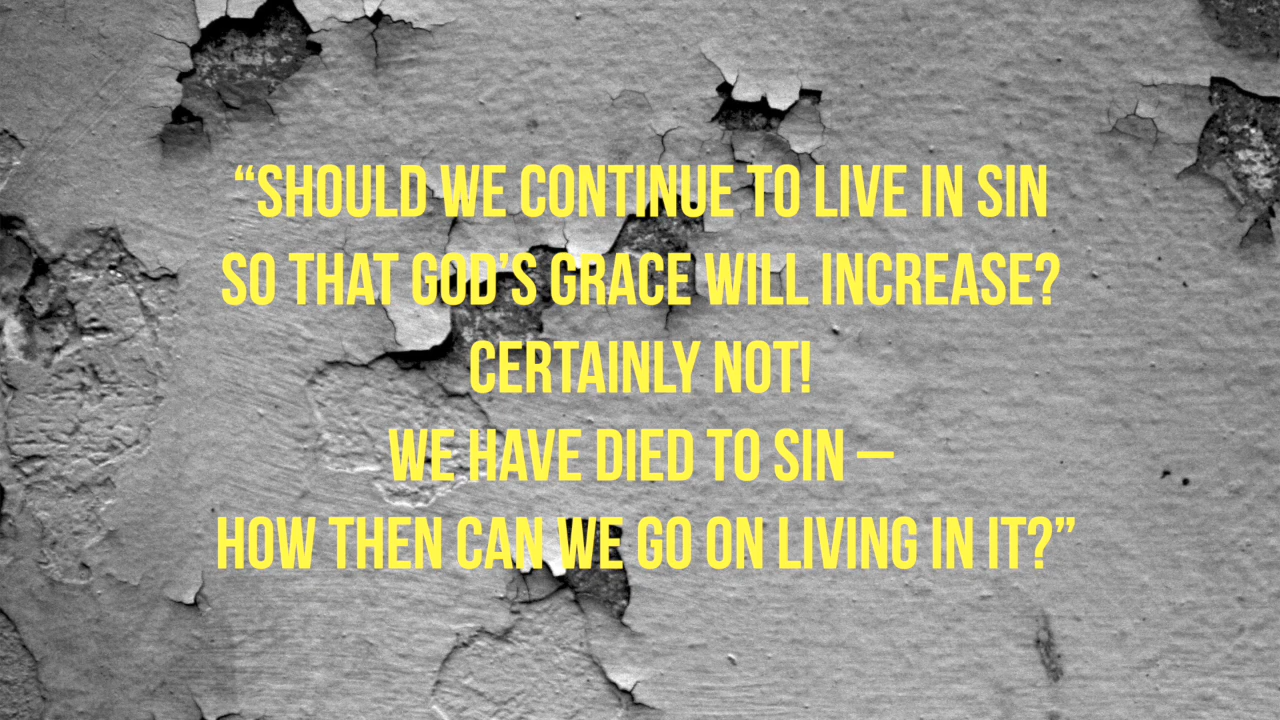 “SHOULD WE CONTINUE TO LIVE IN SIN
SO THAT GOD’S GRACE WILL INCREASE?
CERTAINLY NOT!
WE HAVE DIED TO SIN –
HOW THEN CAN WE GO ON LIVING IN IT?”